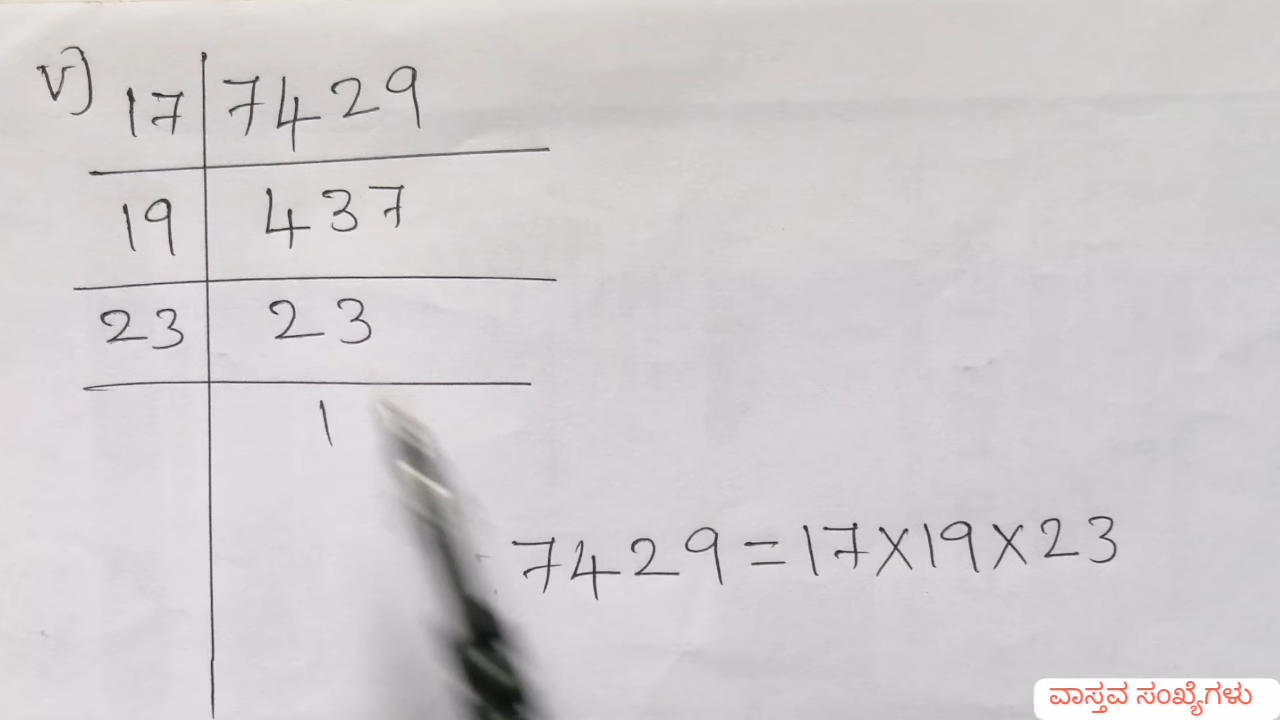 v) 17 | 7429
19 | 437
23 | 23
1
7429 = 17 X 19 X 23
ವಾಸ್ತವ ಸಂಖ್ಯೆಗಳು